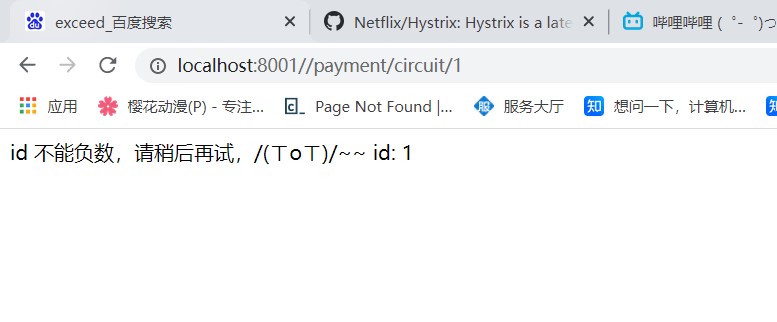 exceed_百度搜索 Netflix/Hystrix: Hystrix is a late 哔哩哔哩 (゜-゜)つ
localhost:8001//payment/circuit/1
应用 樱花动漫(P) - 专注... Page Not Found |... 服务大厅 想问一下，计算机...
id 不能负数，请稍后再试，/(ㄒoㄒ)/~~ id: 1